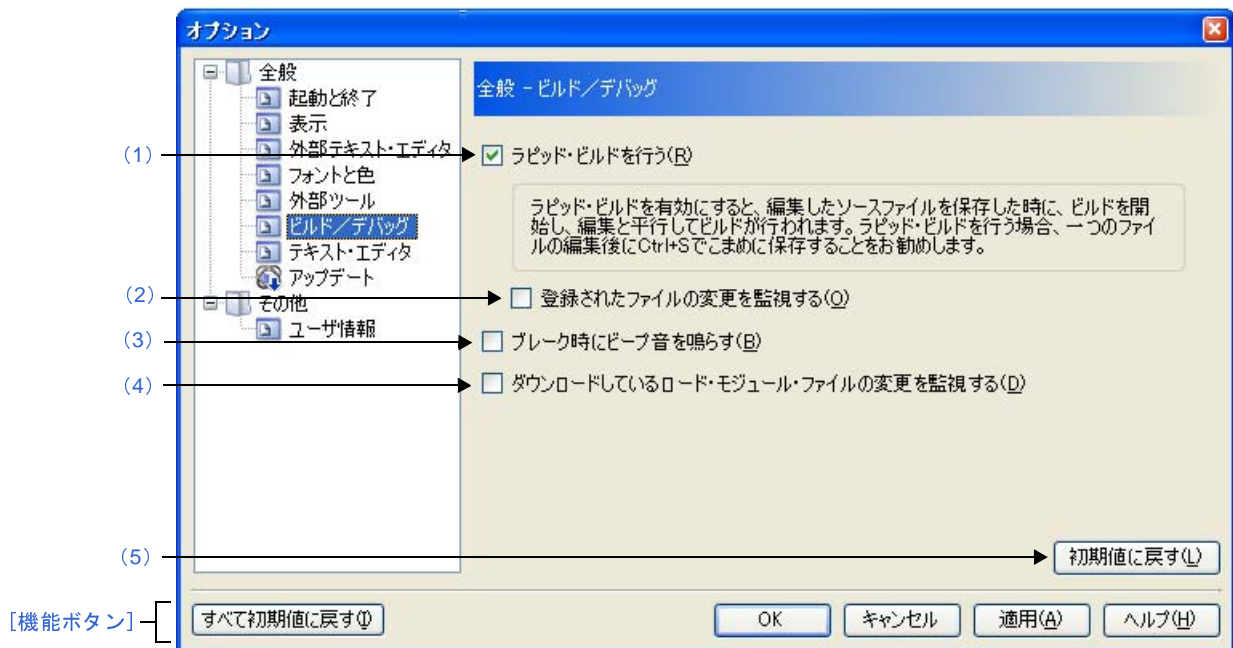 オプション
全般
起動と終了
表示
外部テキスト・エディタ
フォントと色
外部ツール
ビルド／デバッグ
テキスト・エディタ
アップデート
その他
ユーザ情報
全般 - ビルド／デバッグ
(1)
ラピッド・ビルドを行う(R)
ラピッド・ビルドを有効にすると、編集したソースファイルを保存した時に、ビルドを開
始し、編集と平行してビルドが行われます。ラピッド・ビルドを行う場合、一つのファイ
ルの編集後にCtrl+Sでこまめに保存することをお勧めします。
(2)
登録されたファイルの変更を監視する(O)
(3)
ブレーク時にビープ音を鳴らす(B)
(4)
ダウンロードしているロード・モジュール・ファイルの変更を監視する(D)
(5)
初期値に戻す(L)
[機能ボタン]
すべて初期値に戻す(I)
OK
キャンセル
適用(A)
ヘルプ(H)